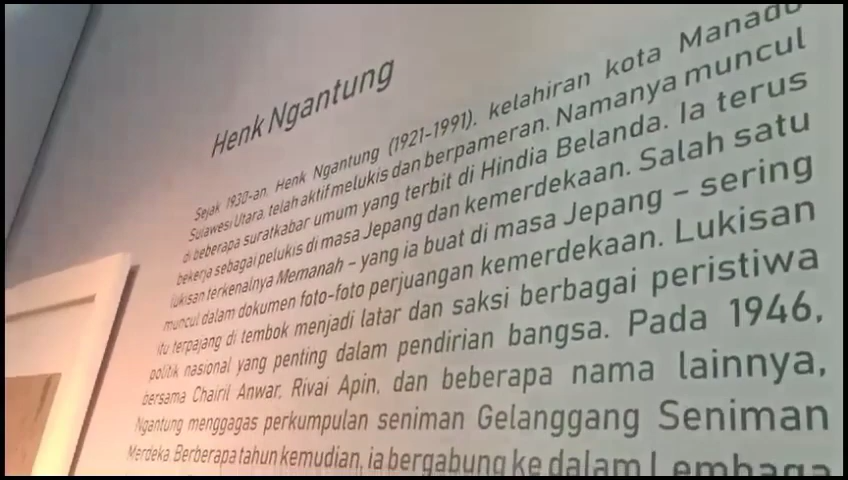 Henk Ngantung
Sejak 1930-an, Henk Ngantung (1921-1991), kelahiran kota Manado
Sulawesi Utara, telah aktif melukis dan berpameran. Namanya muncul
di beberapa suratkabar umum yang terbit di Hindia Belanda. Ia terus
bekerja sebagai pelukis di masa Jepang dan kemerdekaan. Salah satu
lukisan terkenalnya Memanah – yang ia buat di masa Jepang – sering
muncul dalam dokumen foto-foto perjuangan kemerdekaan. Lukisan
itu terpajang di tembok menjadi latar dan saksi berbagai peristiwa
politik nasional yang penting dalam pendirian bangsa. Pada 1946,
bersama Chairil Anwar, Rivai Apin, dan beberapa nama lainnya,
Ngantung menggagas perkumpulan seniman Gelanggang Seniman
Merdeka. Berberapa tahun kemudian, ia bergabung ke dalam Lembaga